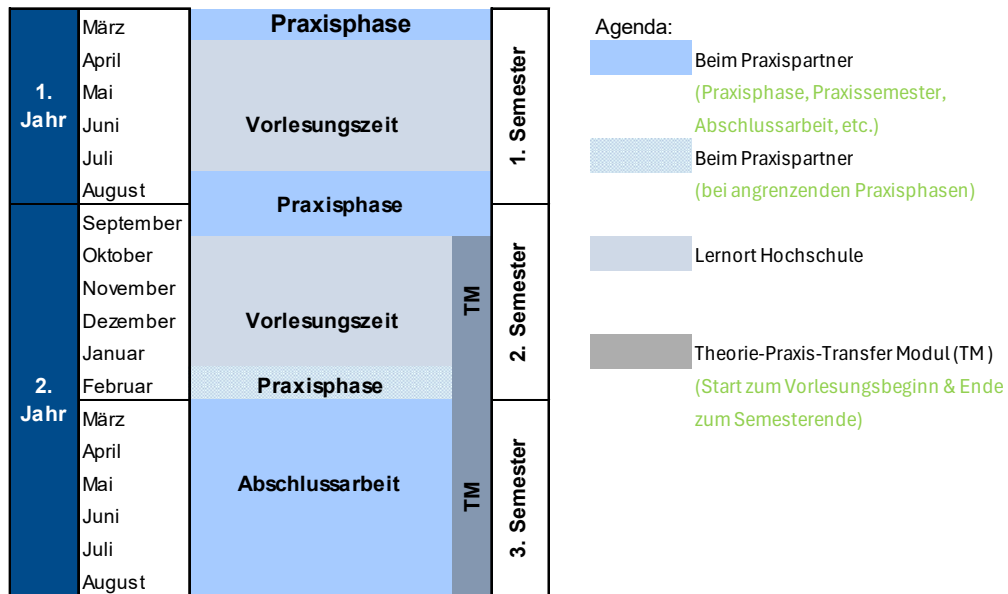 1.
Jahr
2.
Jahr
März
April
Mai
Juni
Juli
August
September
Oktober
November
Dezember
Januar
Februar
März
April
Mai
Juni
Juli
August
Praxisphase
Vorlesungszeit
Praxisphase
Vorlesungszeit
Praxisphase
Abschlussarbeit
TM
TM
1. Semester
2. Semester
3. Semester
Agenda:
Beim Praxispartner
(Praxisphase, Praxissemester,
Abschlussarbeit, etc.)
Beim Praxispartner
(bei angrenzenden Praxisphasen)
Lernort Hochschule
Theorie-Praxis-Transfer Modul (TM )
(Start zum Vorlesungsbeginn & Ende
zum Semesterende)